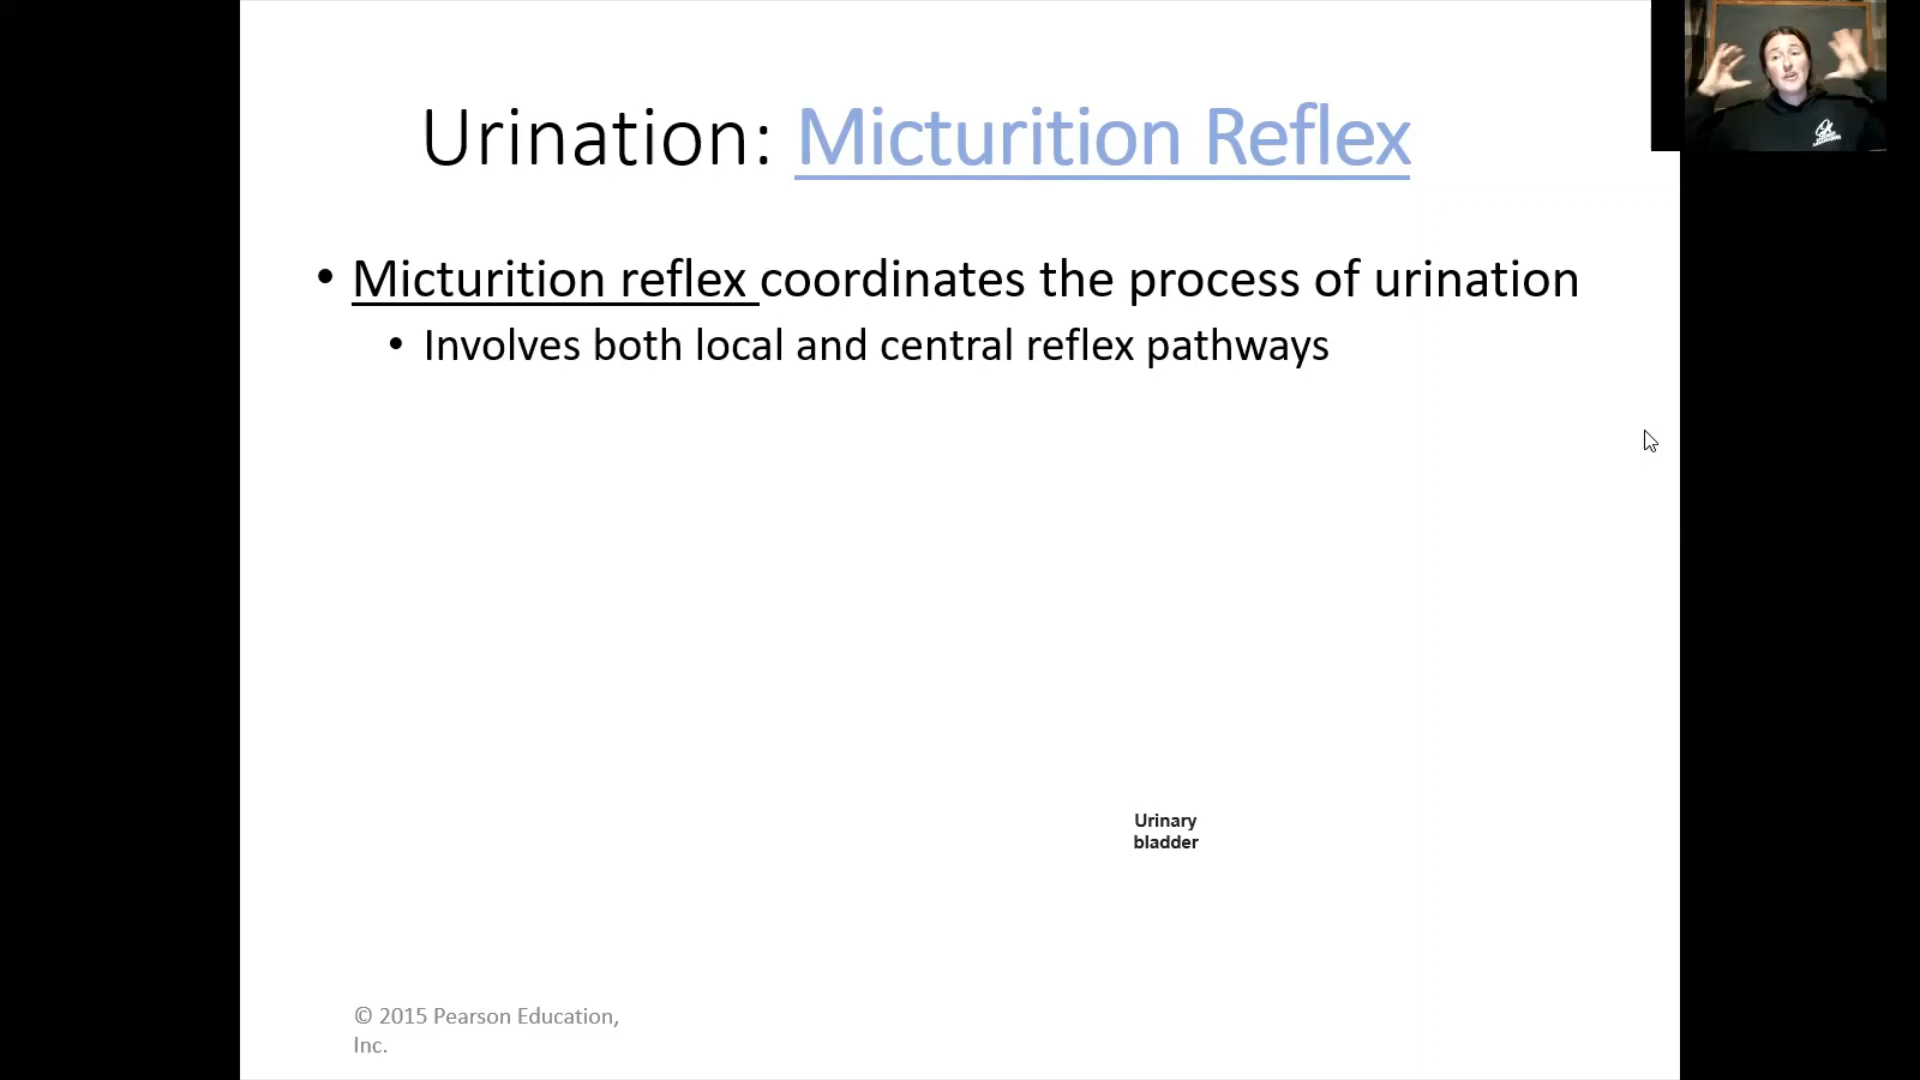 Urination: Micturition Reflex
• Micturition reflex coordinates the process of urination
• Involves both local and central reflex pathways
Urinary
bladder
© 2015 Pearson Education,
Inc.